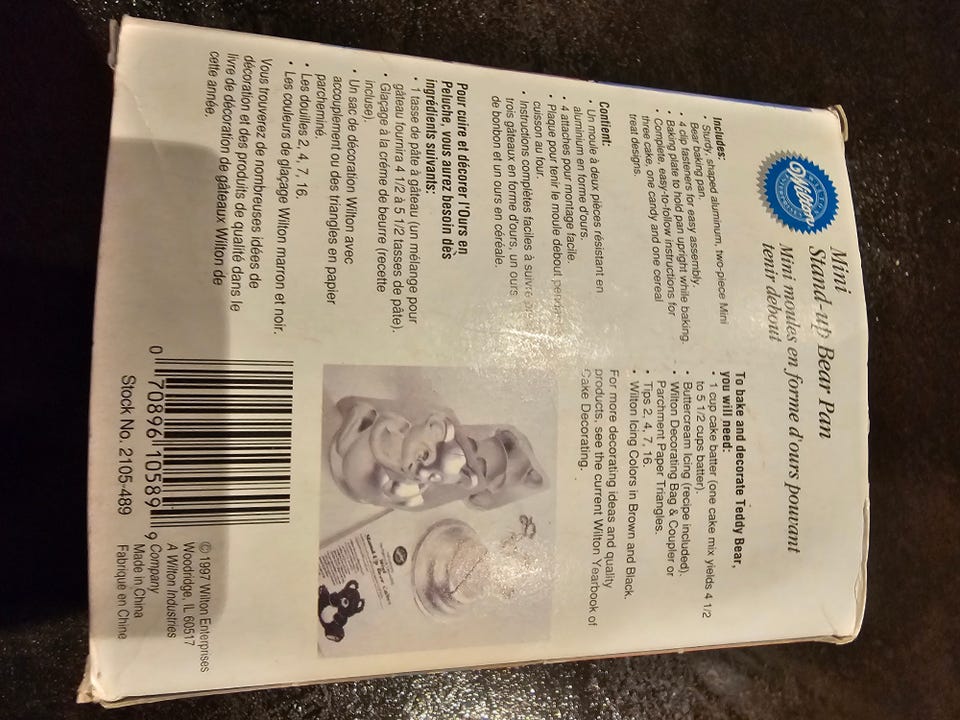 Wilton
Mini
Stand-up Bear Pan
Mini moules en forme d'ours pouvant
tenir debout
Includes:
• Sturdy, shaped aluminum, two-piece Mini
Bear baking pan.
• 4 clip fasteners for easy assembly.
• Baking plate to hold pan upright while baking.
• Complete, easy-to-follow instructions for
three cake, one candy and one cereal
treat designs.
Contient:
• Un moule à deux pièces résistant en
aluminium en forme d'ours.
• 4 attaches pour montage facile.
• Plaque pour tenir le moule debout
cuisson au four.
• Instructions complètes faciles à suivre
trois gâteaux en forme d'ours, un ours
de bonbon et un ours en céréale.
Pour cuire et décorer l'Ours en
Peluche, vous aurez besoin dès
ingrédients suivants:
• 1 tasse de pâte à gâteau (un mélange pour
gâteau fournira 4 1/2 à 5 1/2 tasses de pâte).
• Glaçage à la crème de beurre (recette
incluse).
• Un sac de décoration Wilton avec
accouplement ou des triangles en papier
parcheminé.
• Les douilles 2, 4, 7, 16.
• Les couleurs de glaçage Wilton marron et noir.
Vous trouverez de nombreuses idées de
décoration et des produits de qualité dans le
livre de décoration de gâteaux Wilton de
cette année.
To bake and decorate Teddy Bear,
you will need:
• 1 cup cake batter (one cake mix yields 4 1/2
to 5 1/2 cups batter).
• Buttercream Icing (recipe included).
• Wilton Decorating Bag & Coupler or
Parchment Paper Triangles.
• Tips 2, 4, 7, 16.
• Wilton Icing Colors in Brown and Black.
For more decorating ideas and quality
products, see the current Wilton Yearbook of
Cake Decorating.
0 70896 10589 9
Stock No. 2105-489
© 1997 Wilton Enterprises
Woodridge, IL 60517
A Wilton Industries
Company
Made in China
Fabriqué en Chine